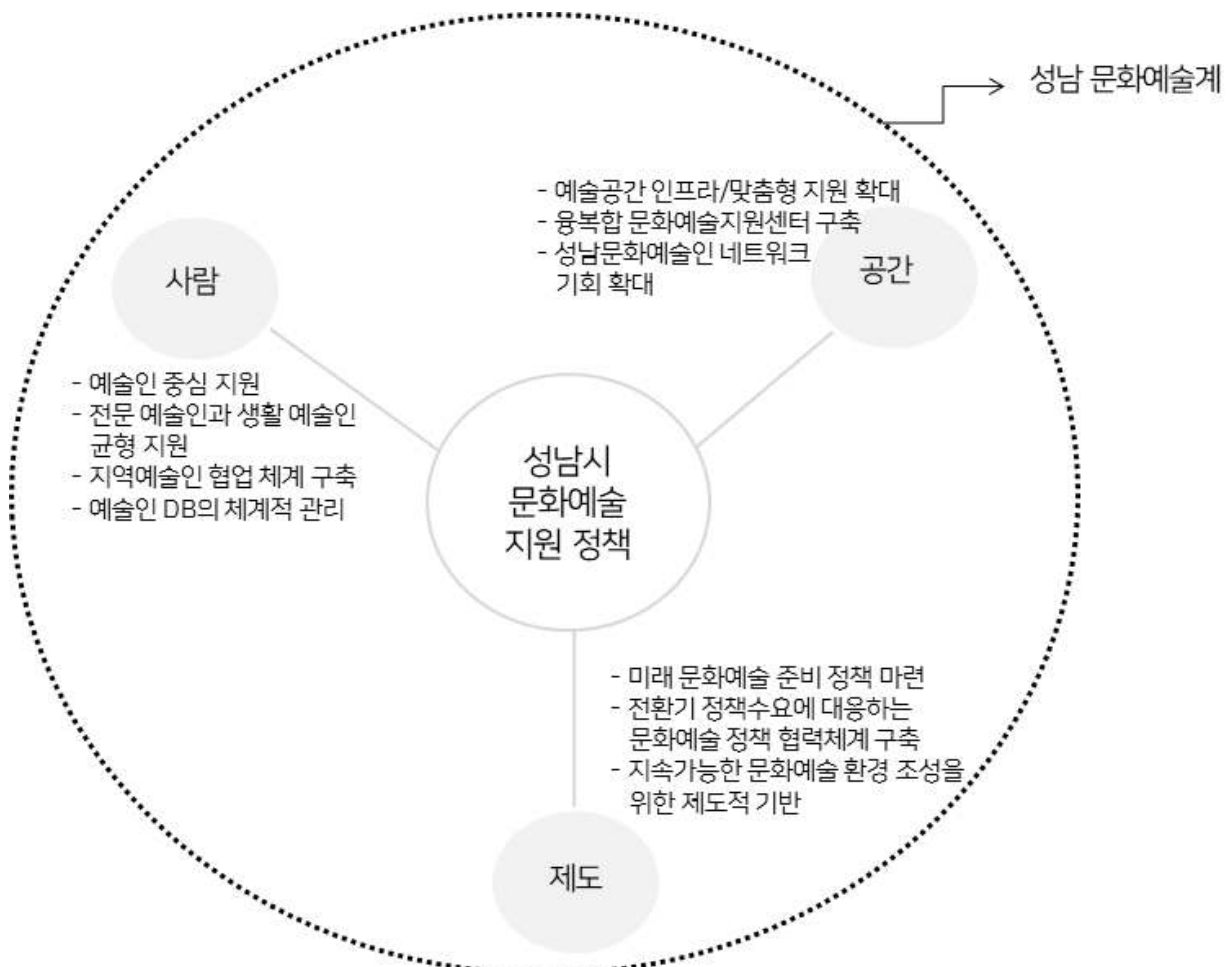 성남 문화예술계
- 예술공간 인프라/맞춤형 지원 확대
- 융복합 문화예술지원센터 구축
- 성남문화예술인 네트워크
기회 확대
공간
사람
- 예술인 중심 지원
- 전문 예술인과 생활 예술인
균형 지원
- 지역예술인 협업 체계 구축
- 예술인 DB의 체계적 관리
성남시
문화예술
지원 정책
- 미래 문화예술 준비 정책 마련
- 전환기 정책수요에 대응하는
문화예술 정책 협력체계 구축
- 지속가능한 문화예술 환경 조성을
위한 제도적 기반
제도